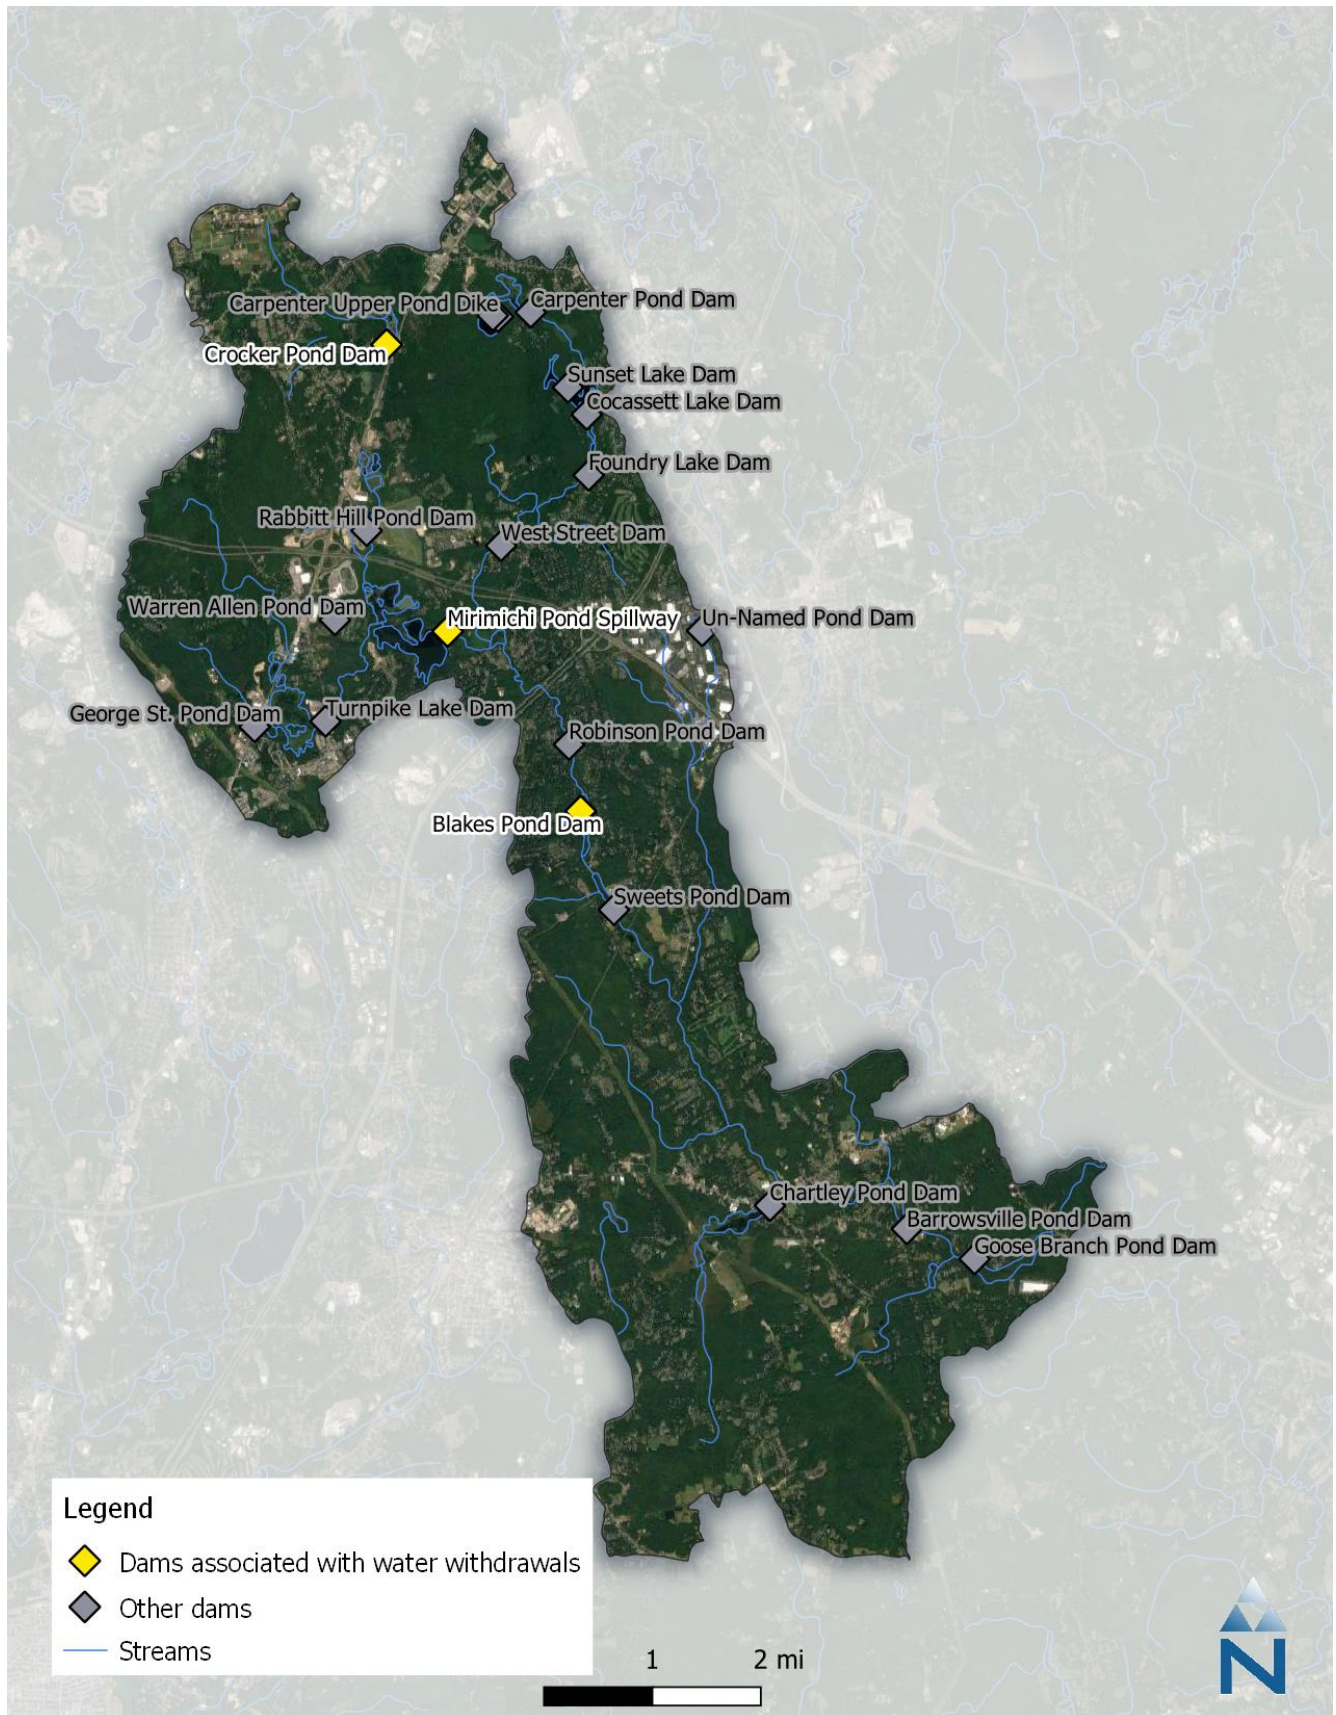 Carpenter Upper Pond Dike
Carpenter Pond Dam
Crocker Pond Dam
Sunset Lake Dam
Cocassett Lake Dam
Foundry Lake Dam
Rabbitt Hill Pond Dam
West Street Dam
Warren Allen Pond Dam
Mirimichi Pond Spillway
Un-Named Pond Dam
George St. Pond Dam
Turnpike Lake Dam
Robinson Pond Dam
Blakes Pond Dam
Sweets Pond Dam
Chartley Pond Dam
Barrowsville Pond Dam
Goose Branch Pond Dam
Legend
Dams associated with water withdrawals
Other dams
Streams
1 2 mi
N